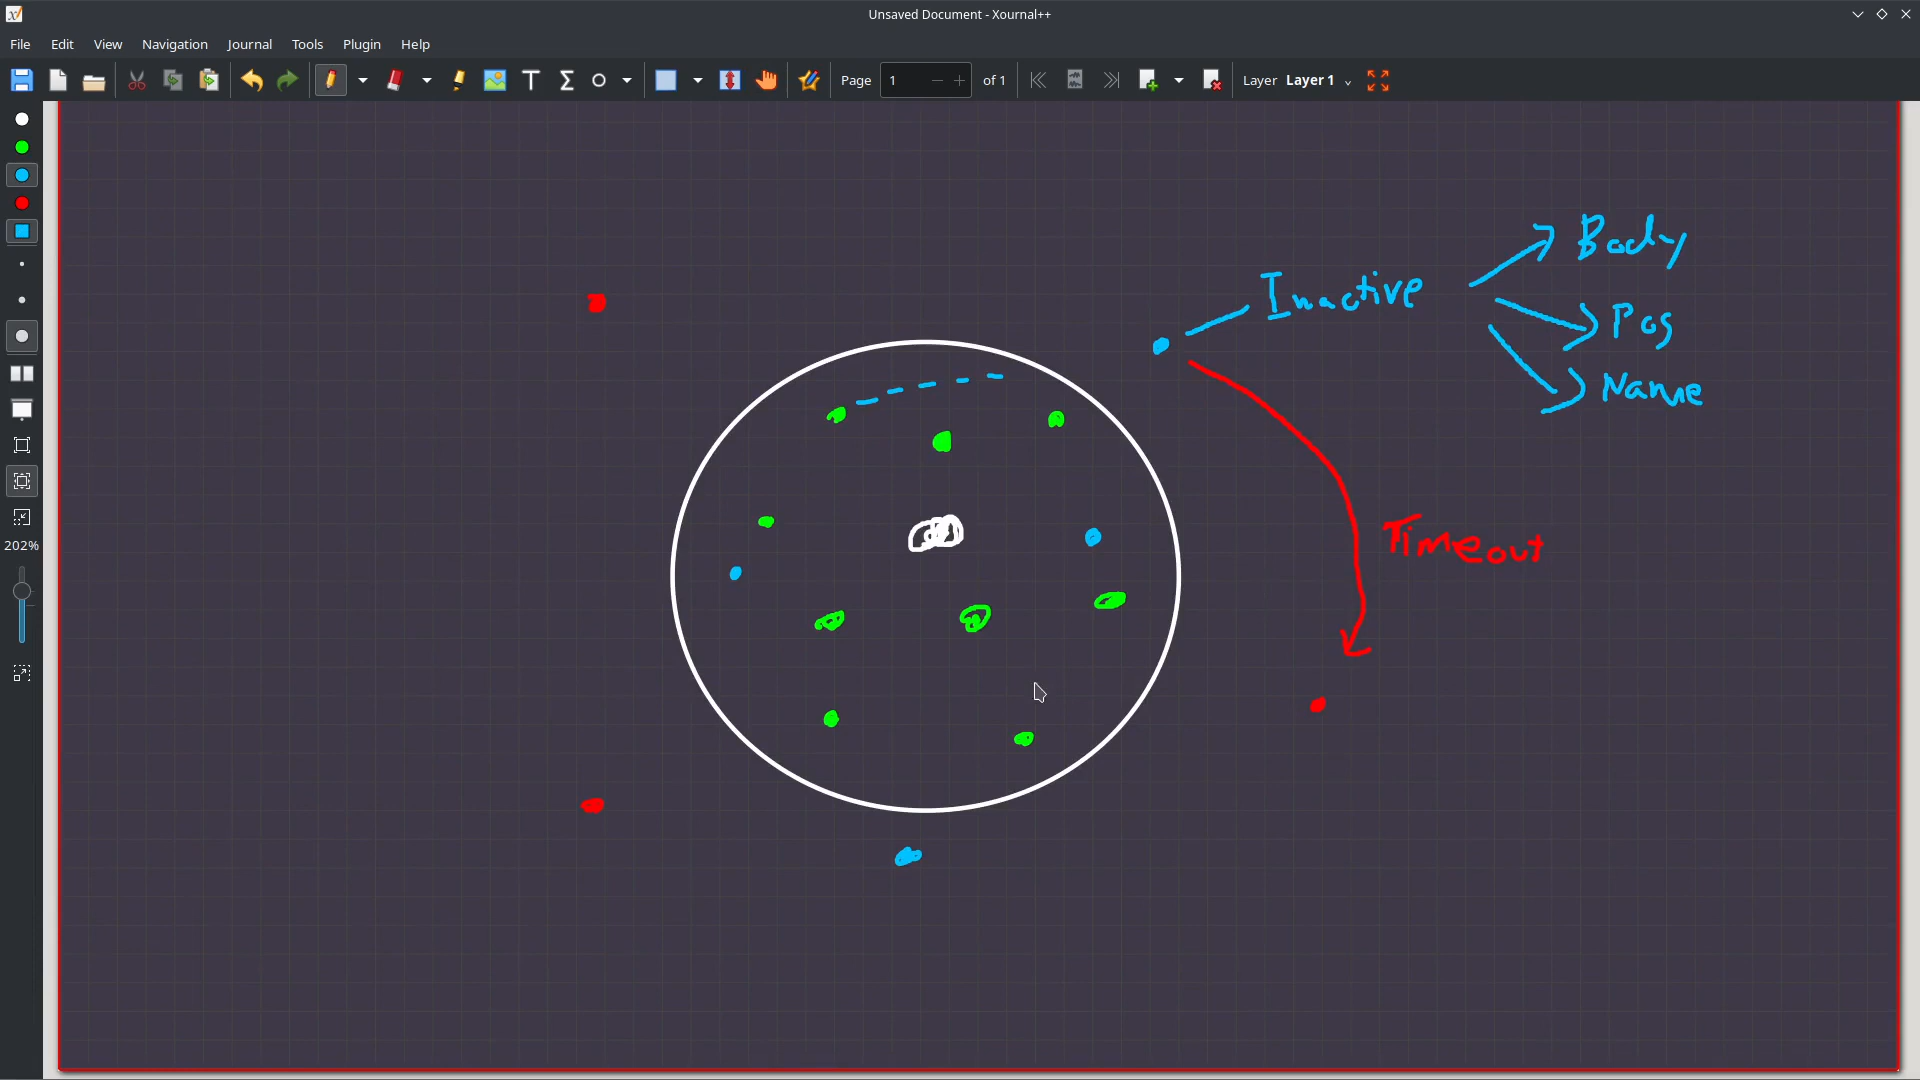 Unsaved Document - Xournal++
File Edit View Navigation Journal Tools Plugin Help
Page 1 of 1 Layer Layer 1
202%
Inactive
Body
Pos
Name
Timeout